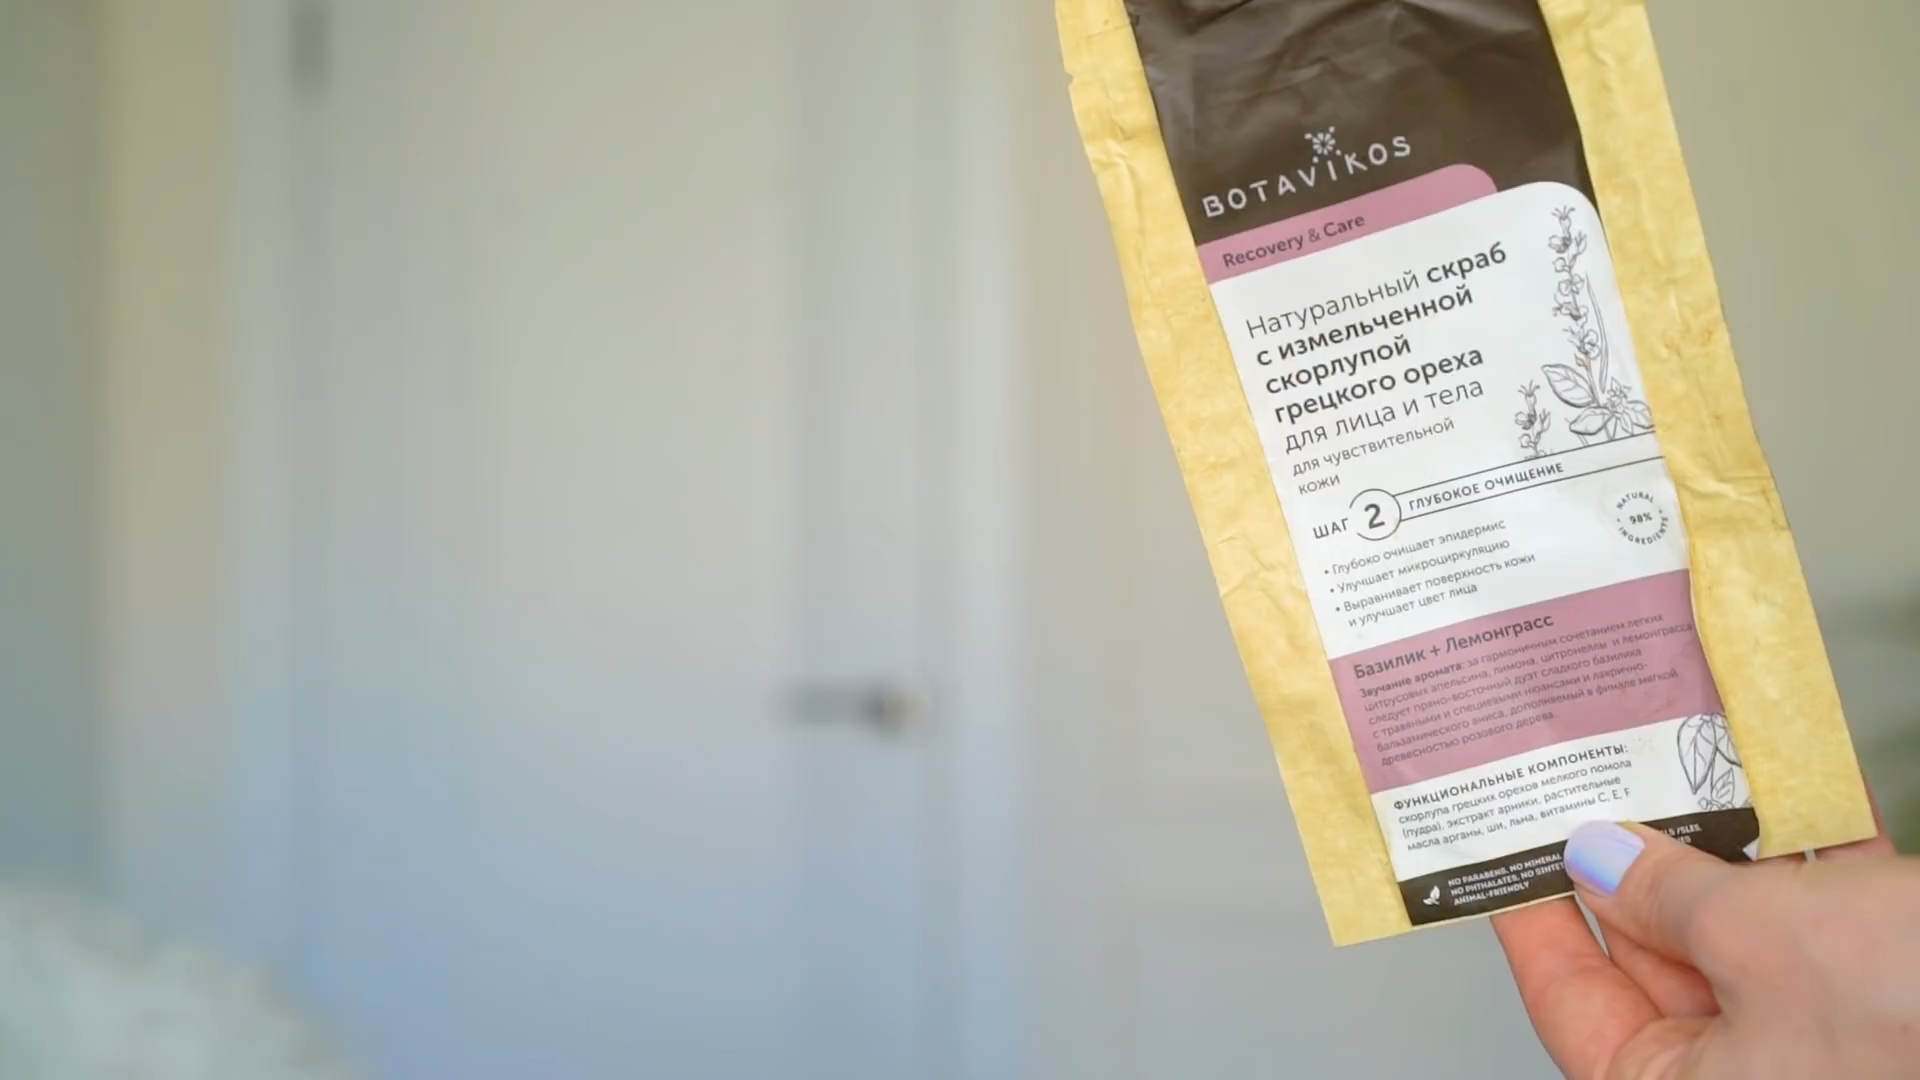 BOTAVIKOS
Recovery & Care
Натуральный скраб
с измельченной
скорлупой
грецкого ореха
для лица и тела
для чувствительной
кожи
ШАГ 2 ГЛУБОКОЕ ОЧИЩЕНИЕ
NATURAL
98%
INGREDIENTS
• Глубоко очищает эпидермис
• Улучшает микроциркуляцию
• Выравнивает поверхность кожи
и улучшает цвет лица
Базилик + Лемонграсс
Звучание аромата: за гармоничным сочетанием легких
цитрусовых апельсина, лимона, цитронеллы и лемонграсса
следует пряно-восточный дуэт сладкого базилика
с травяными и специевыми нюансами и лакрично-
бальзамического аниса, дополняемый в финале мягкой
древесностью розового дерева.
ФУНКЦИОНАЛЬНЫЕ КОМПОНЕНТЫ:
скорлупа грецких орехов мелкого помола
(пудра), экстракт арники, растительные
масла арганы, ши, льна, витамины C, E, F
NO PARABENS, NO MINERAL
NO PHTHALATES, NO SINTET
ANIMAL-FRIENDLY